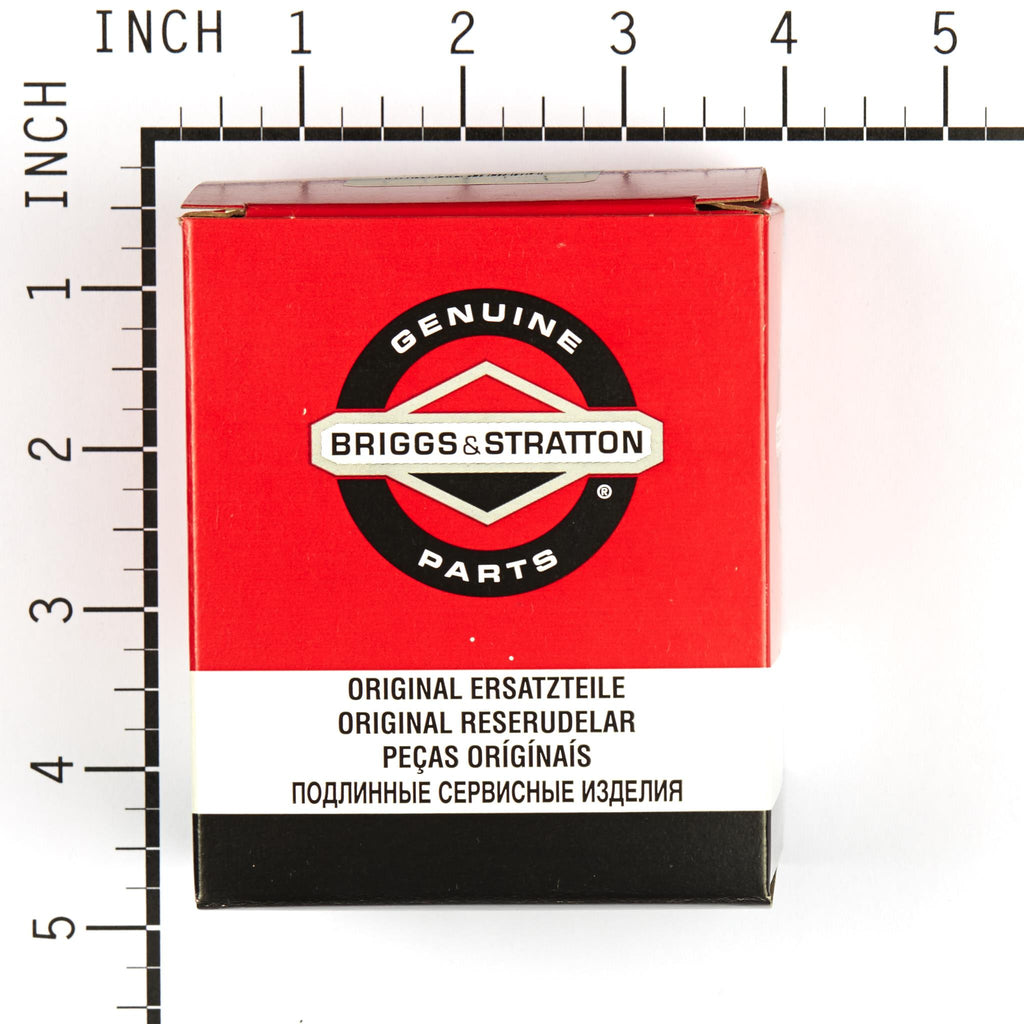 INCH 1 2 3 4 5
INCH
1
2
3
4
5
GENUINE
BRIGGS&STRATTON
®
PARTS
ORIGINAL ERSATZTEILE
ORIGINAL RESERUDELAR
PEÇAS ORÍGÍNAÍS
ПОДЛИННЫЕ СЕРВИСНЫЕ ИЗДЕЛИЯ